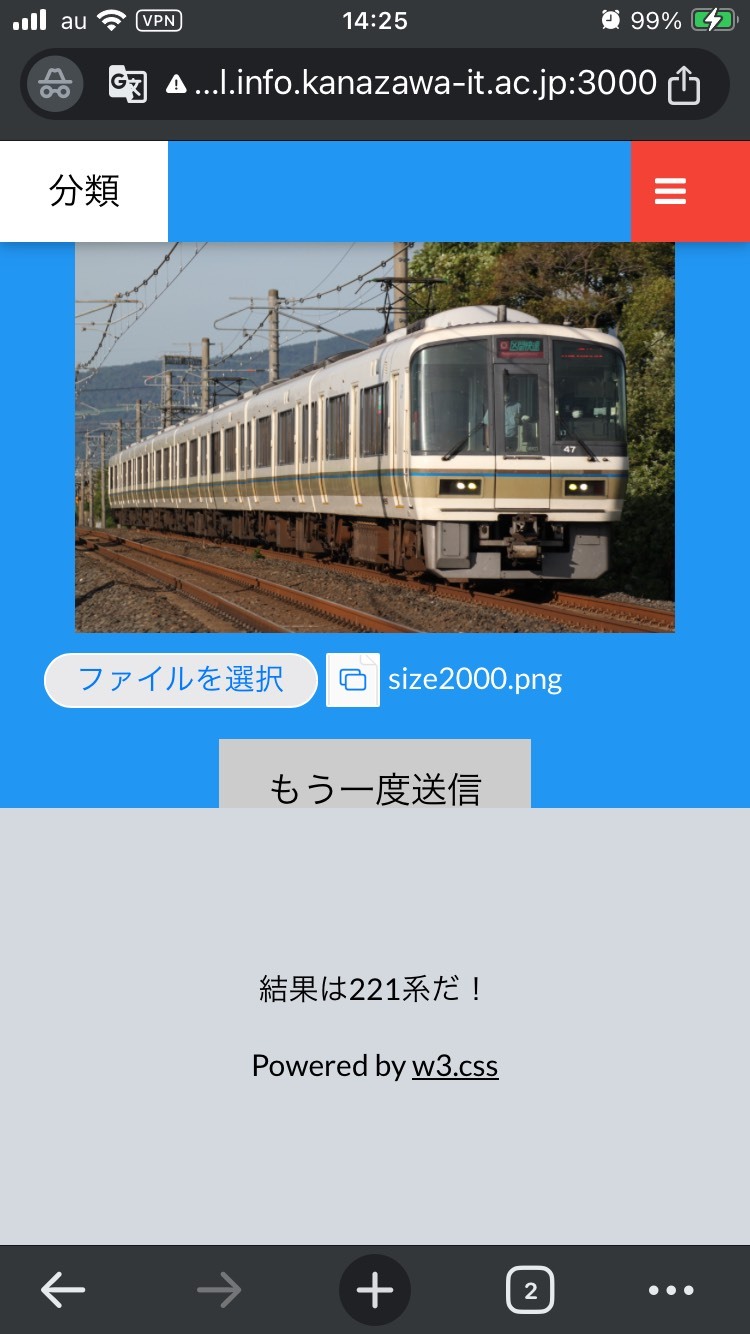 au VPN 14:25 99%
...l.info.kanazawa-it.ac.jp:3000
分類
47
ファイルを選択 size2000.png
もう一度送信
結果は221系だ！
Powered by w3.css
2